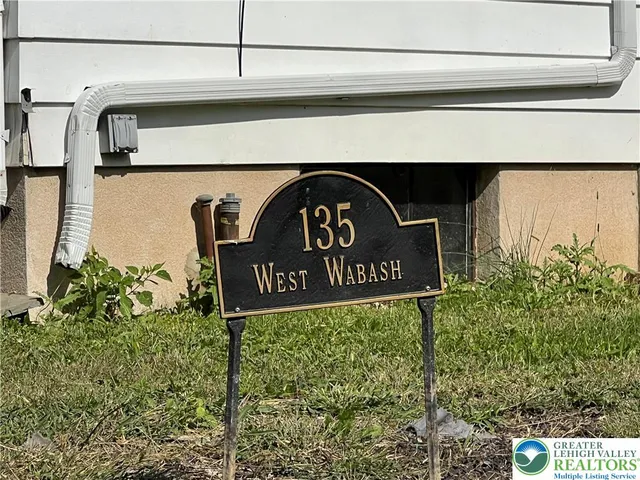 135
WEST WABASH
GREATER
LEHIGH VALLEY
REALTORS®
Multiple Listing Service